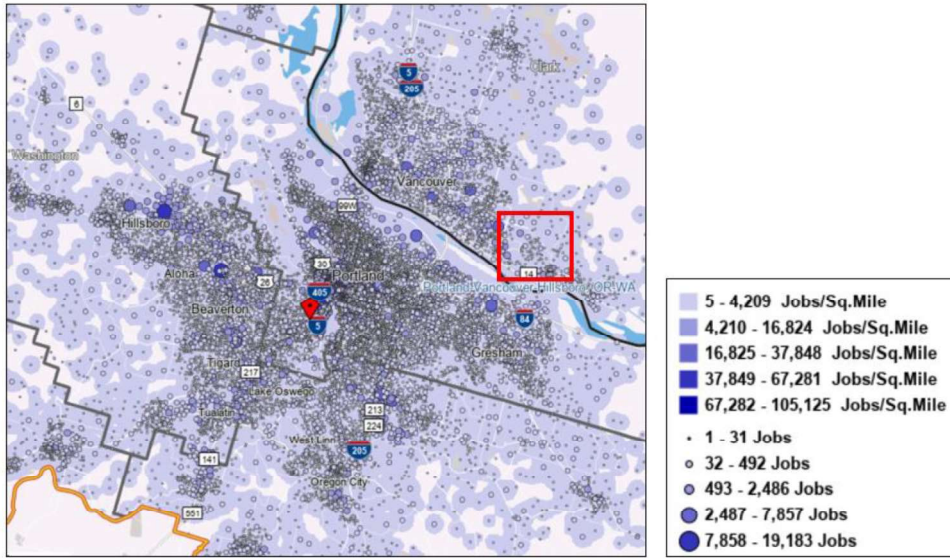 5
205
Clark
6
Washington
Vancouver
99W
Hillsboro
14
30
Portland
Aloha
26
405
Portland Vancouver Hillsboro, OR-WA
Beaverton
5
84
Gresham
Tigard
217
Lake Oswego
213
Tualatin
224
West Linn
205
141
Oregon City
551
5 - 4,209 Jobs/Sq.Mile
4,210 - 16,824 Jobs/Sq.Mile
16,825 - 37,848 Jobs/Sq.Mile
37,849 - 67,281 Jobs/Sq.Mile
67,282 - 105,125 Jobs/Sq.Mile
1 - 31 Jobs
32 - 492 Jobs
493 - 2,486 Jobs
2,487 - 7,857 Jobs
7,858 - 19,183 Jobs